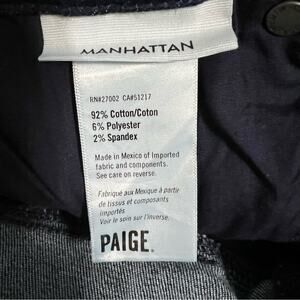 MANHATTAN
RN#27002 CA#51217
92% Cotton/Coton
6% Polyester
2% Spandex
Made in Mexico of Imported
fabric and components.
See care on reverse.
Fabriqué aux Mexique à partir
de tissus et composants
importés
Voir le soin sur l'inverse.
PAIGE.